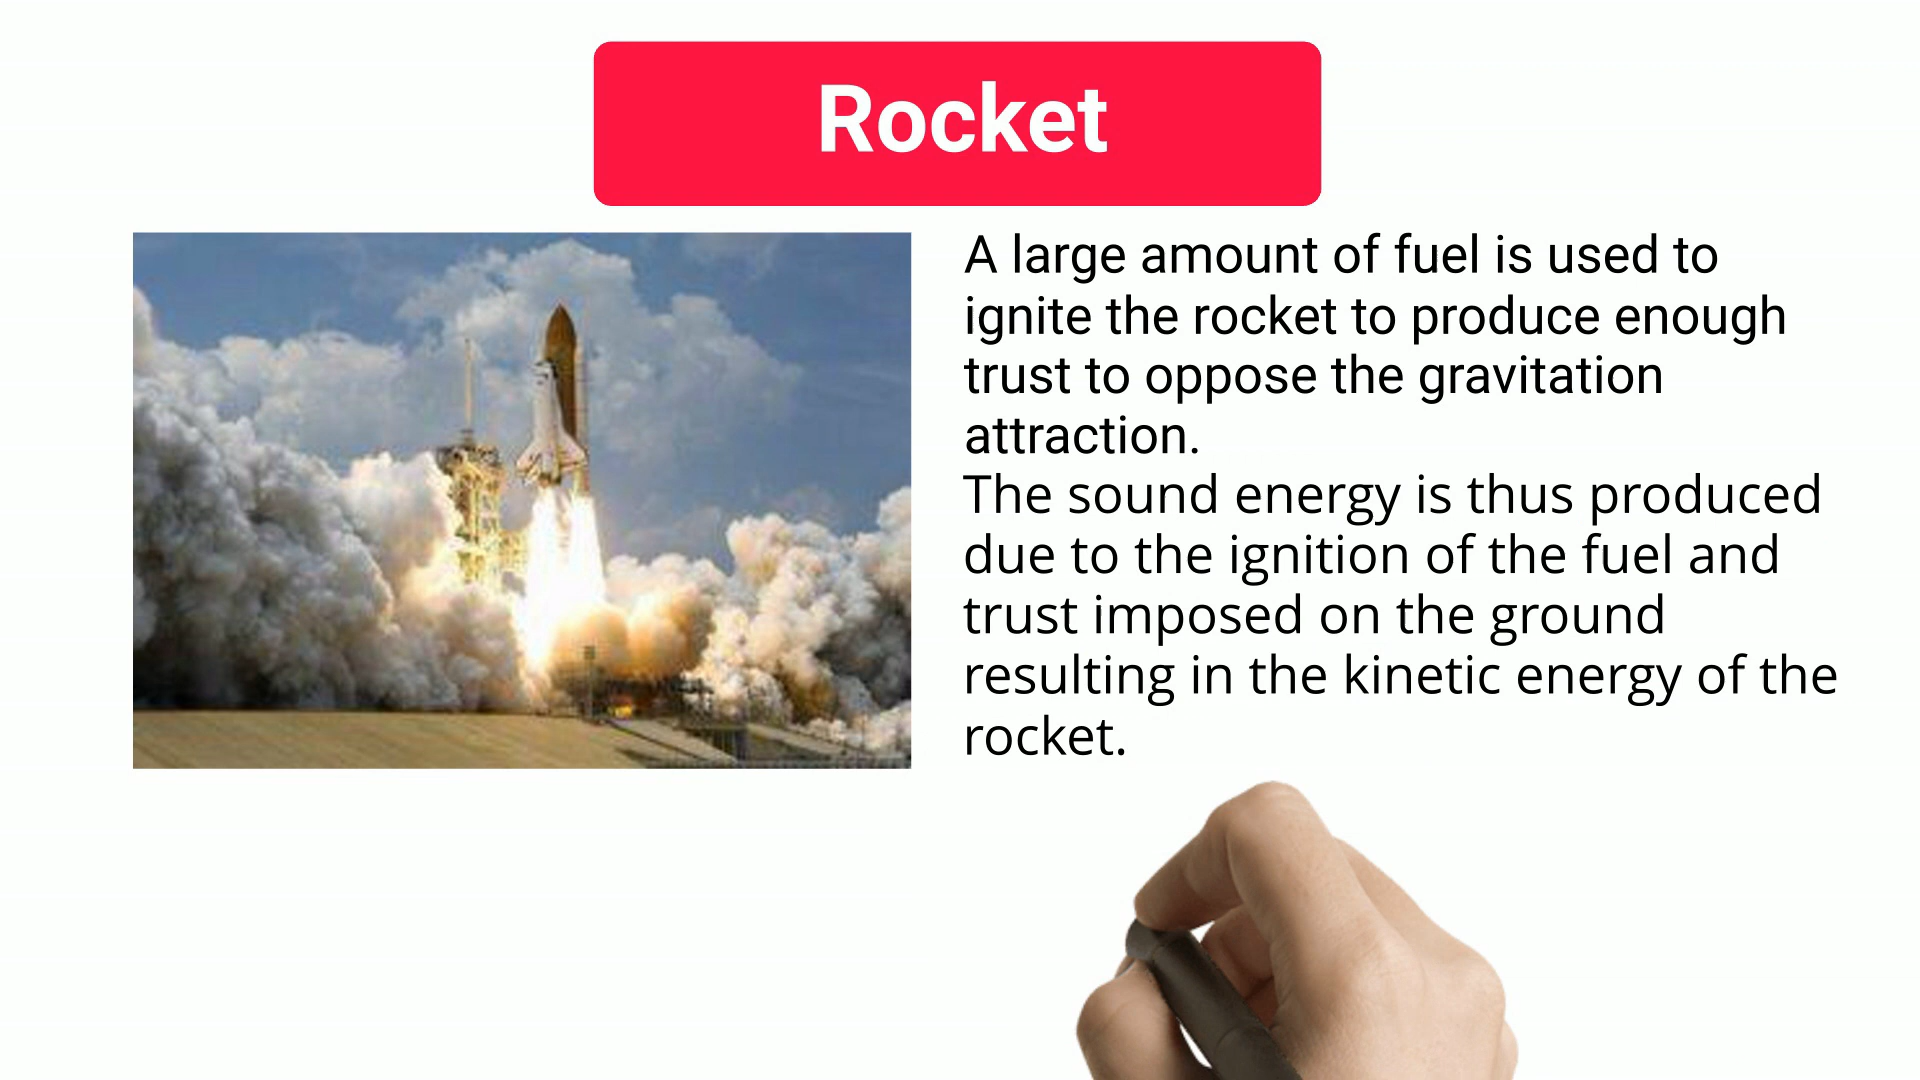 Rocket
A large amount of fuel is used to
ignite the rocket to produce enough
trust to oppose the gravitation
attraction.
The sound energy is thus produced
due to the ignition of the fuel and
trust imposed on the ground
resulting in the kinetic energy of the
rocket.